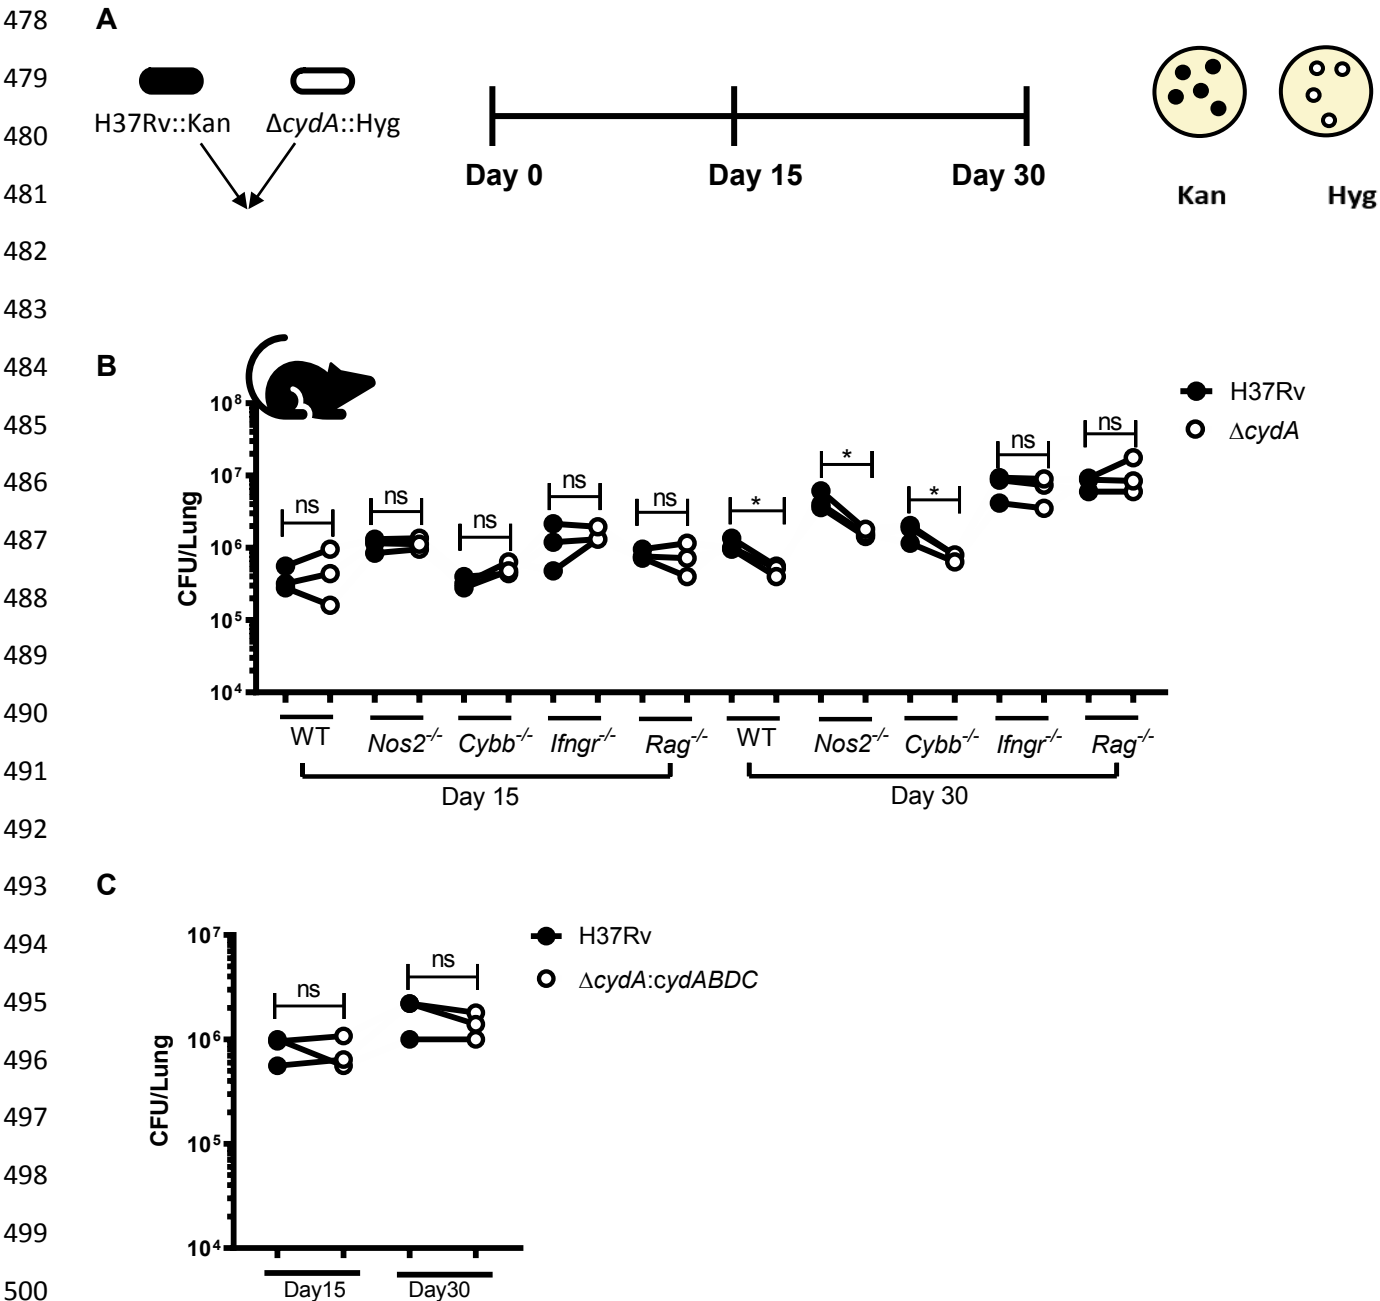 478 A
479
H37Rv::Kan ΔcydA::Hyg
480
Day 0 Day 15 Day 30
481 Kan Hyg
482
483
484 B
H37Rv
10⁸
485 ns ΔcydA
ns
*
486 10⁷ ns * 
ns ns ns * 
ns
487 10⁶
CFU/Lung
488 10⁵
489
490 10⁴
WT Nos2-/- Cybb-/- Ifngr-/- Rag-/- WT Nos2-/- Cybb-/- Ifngr-/- Rag-/-
491
Day 15 Day 30
492
493 C
494 10⁷ H37Rv
ns
495 ns ΔcydA:cydABDC
496 10⁶
CFU/Lung
497 10⁵
498
499 10⁴
500 Day15 Day30